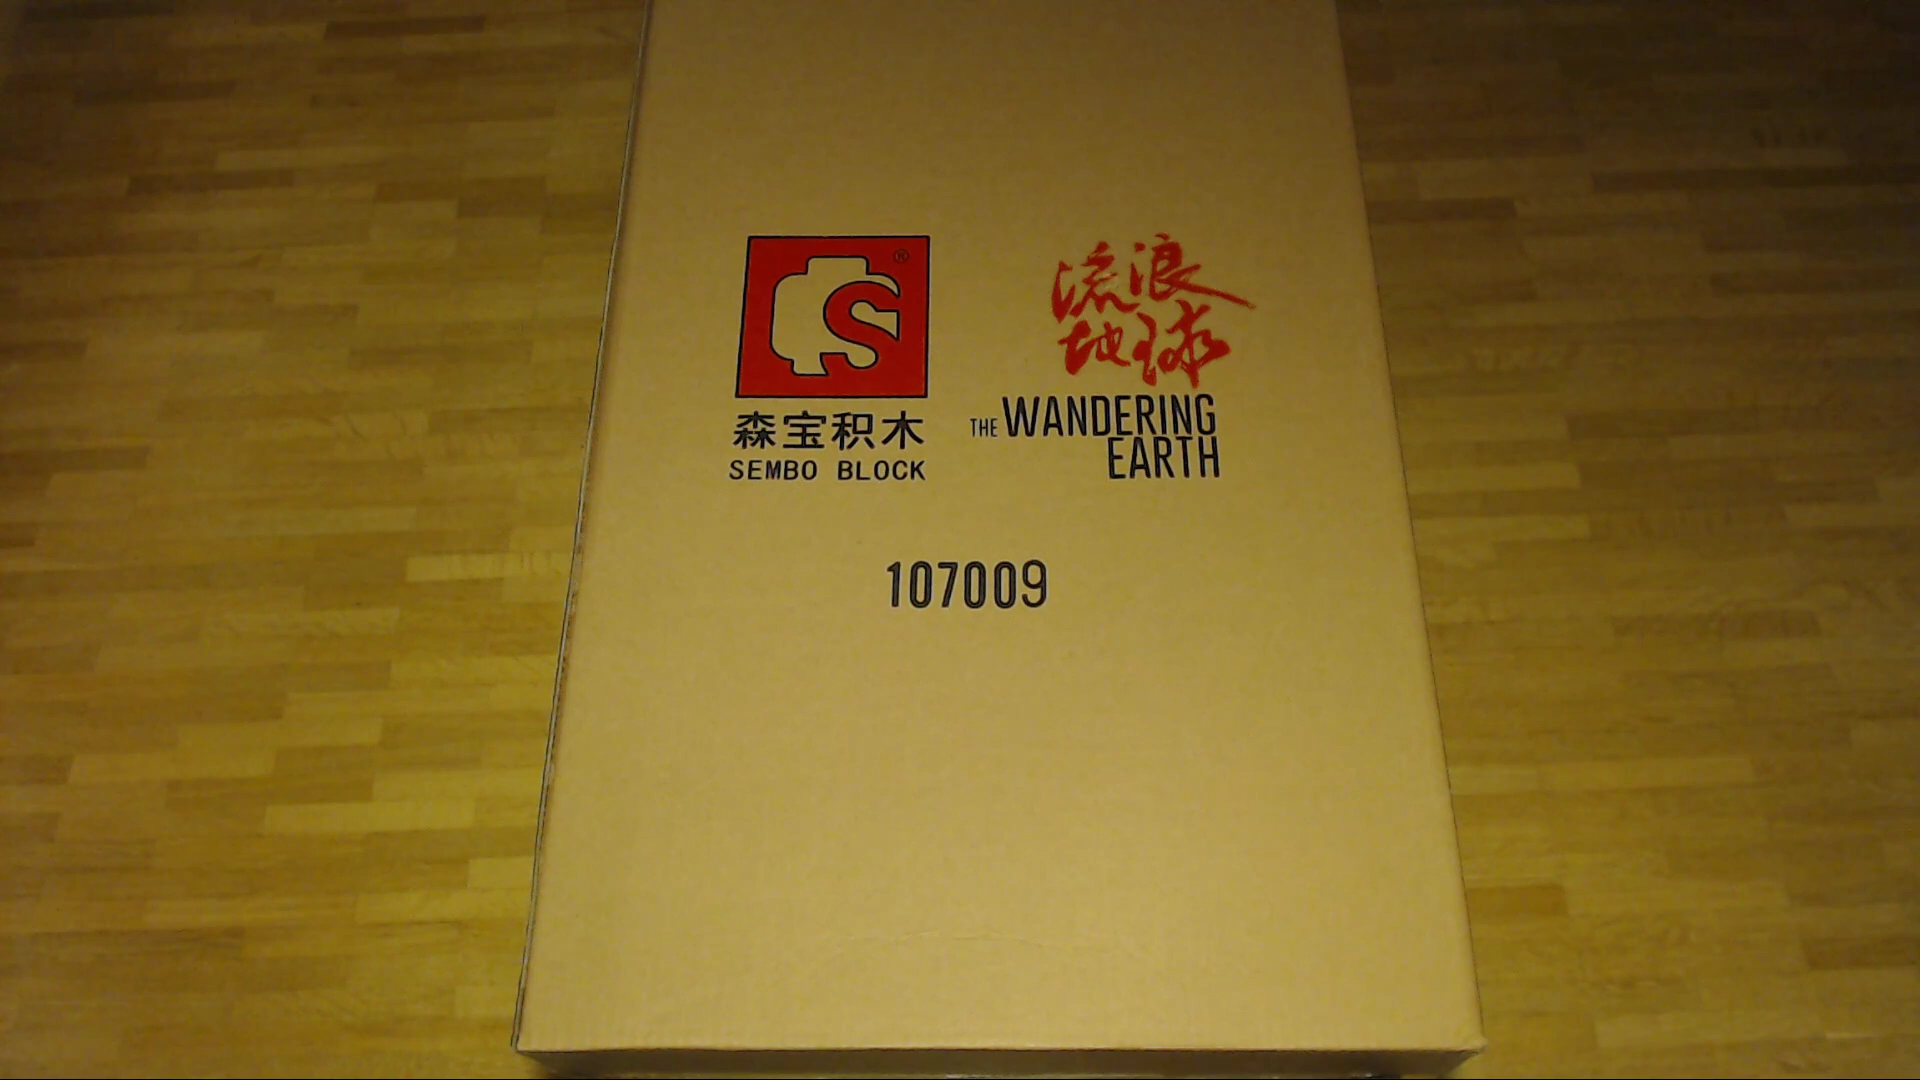 ®
森宝积木
SEMBO BLOCK
流浪
地球
THE WANDERING
EARTH
107009